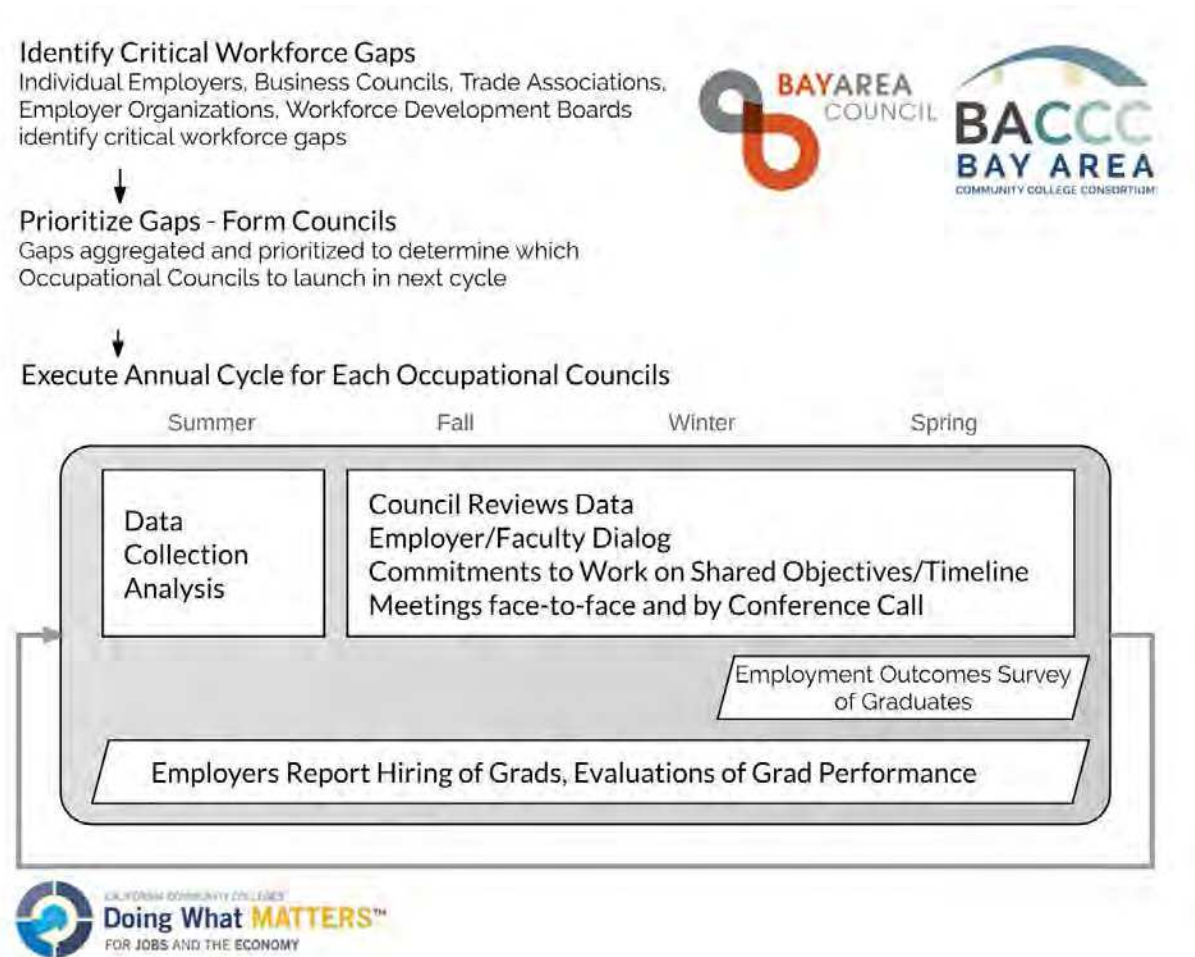 Identify Critical Workforce Gaps
Individual Employers, Business Councils, Trade Associations,
Employer Organizations, Workforce Development Boards
identify critical workforce gaps
BAYAREA
COUNCIL
BACCC
BAY AREA
COMMUNITY COLLEGE CONSORTIUM
Prioritize Gaps - Form Councils
Gaps aggregated and prioritized to determine which
Occupational Councils to launch in next cycle
Execute Annual Cycle for Each Occupational Councils
Summer Fall Winter Spring
Data
Collection
Analysis
Council Reviews Data
Employer/Faculty Dialog
Commitments to Work on Shared Objectives/Timeline
Meetings face-to-face and by Conference Call
Employment Outcomes Survey
of Graduates
Employers Report Hiring of Grads, Evaluations of Grad Performance
CALIFORNIA COMMUNITY COLLEGES
Doing What MATTERS™
FOR JOBS AND THE ECONOMY